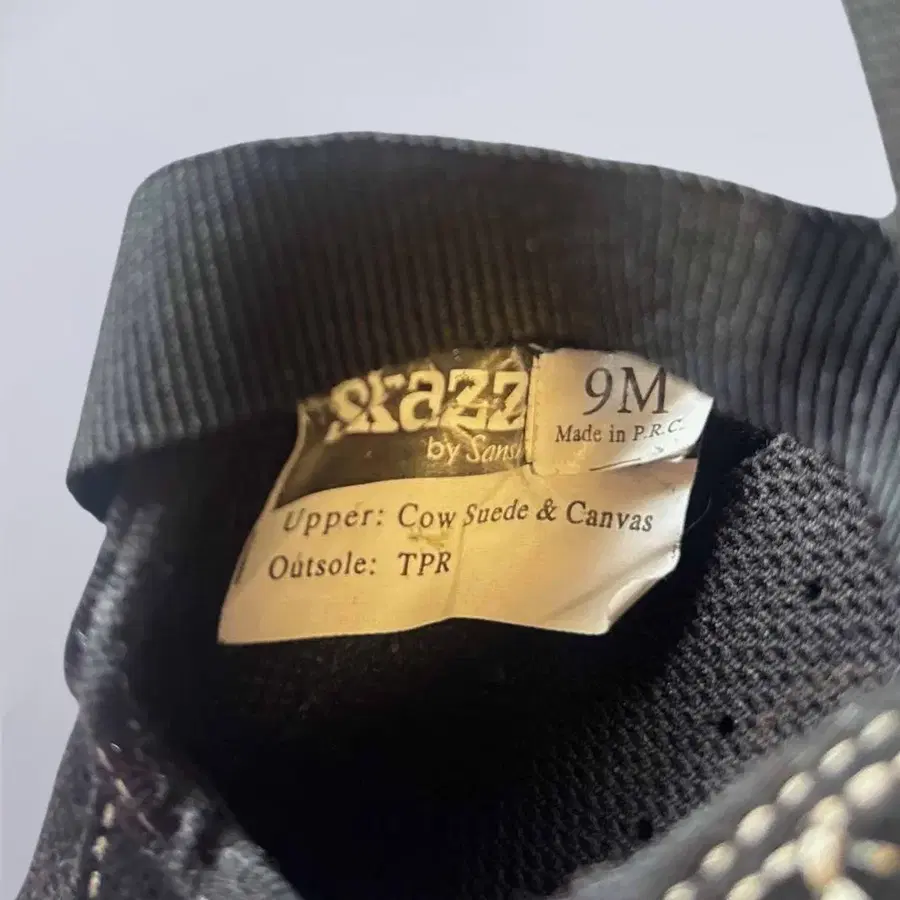 skazz
by Sans
9M
Made in P.R.C.
Upper: Cow Suede & Canvas
Outsole: TPR